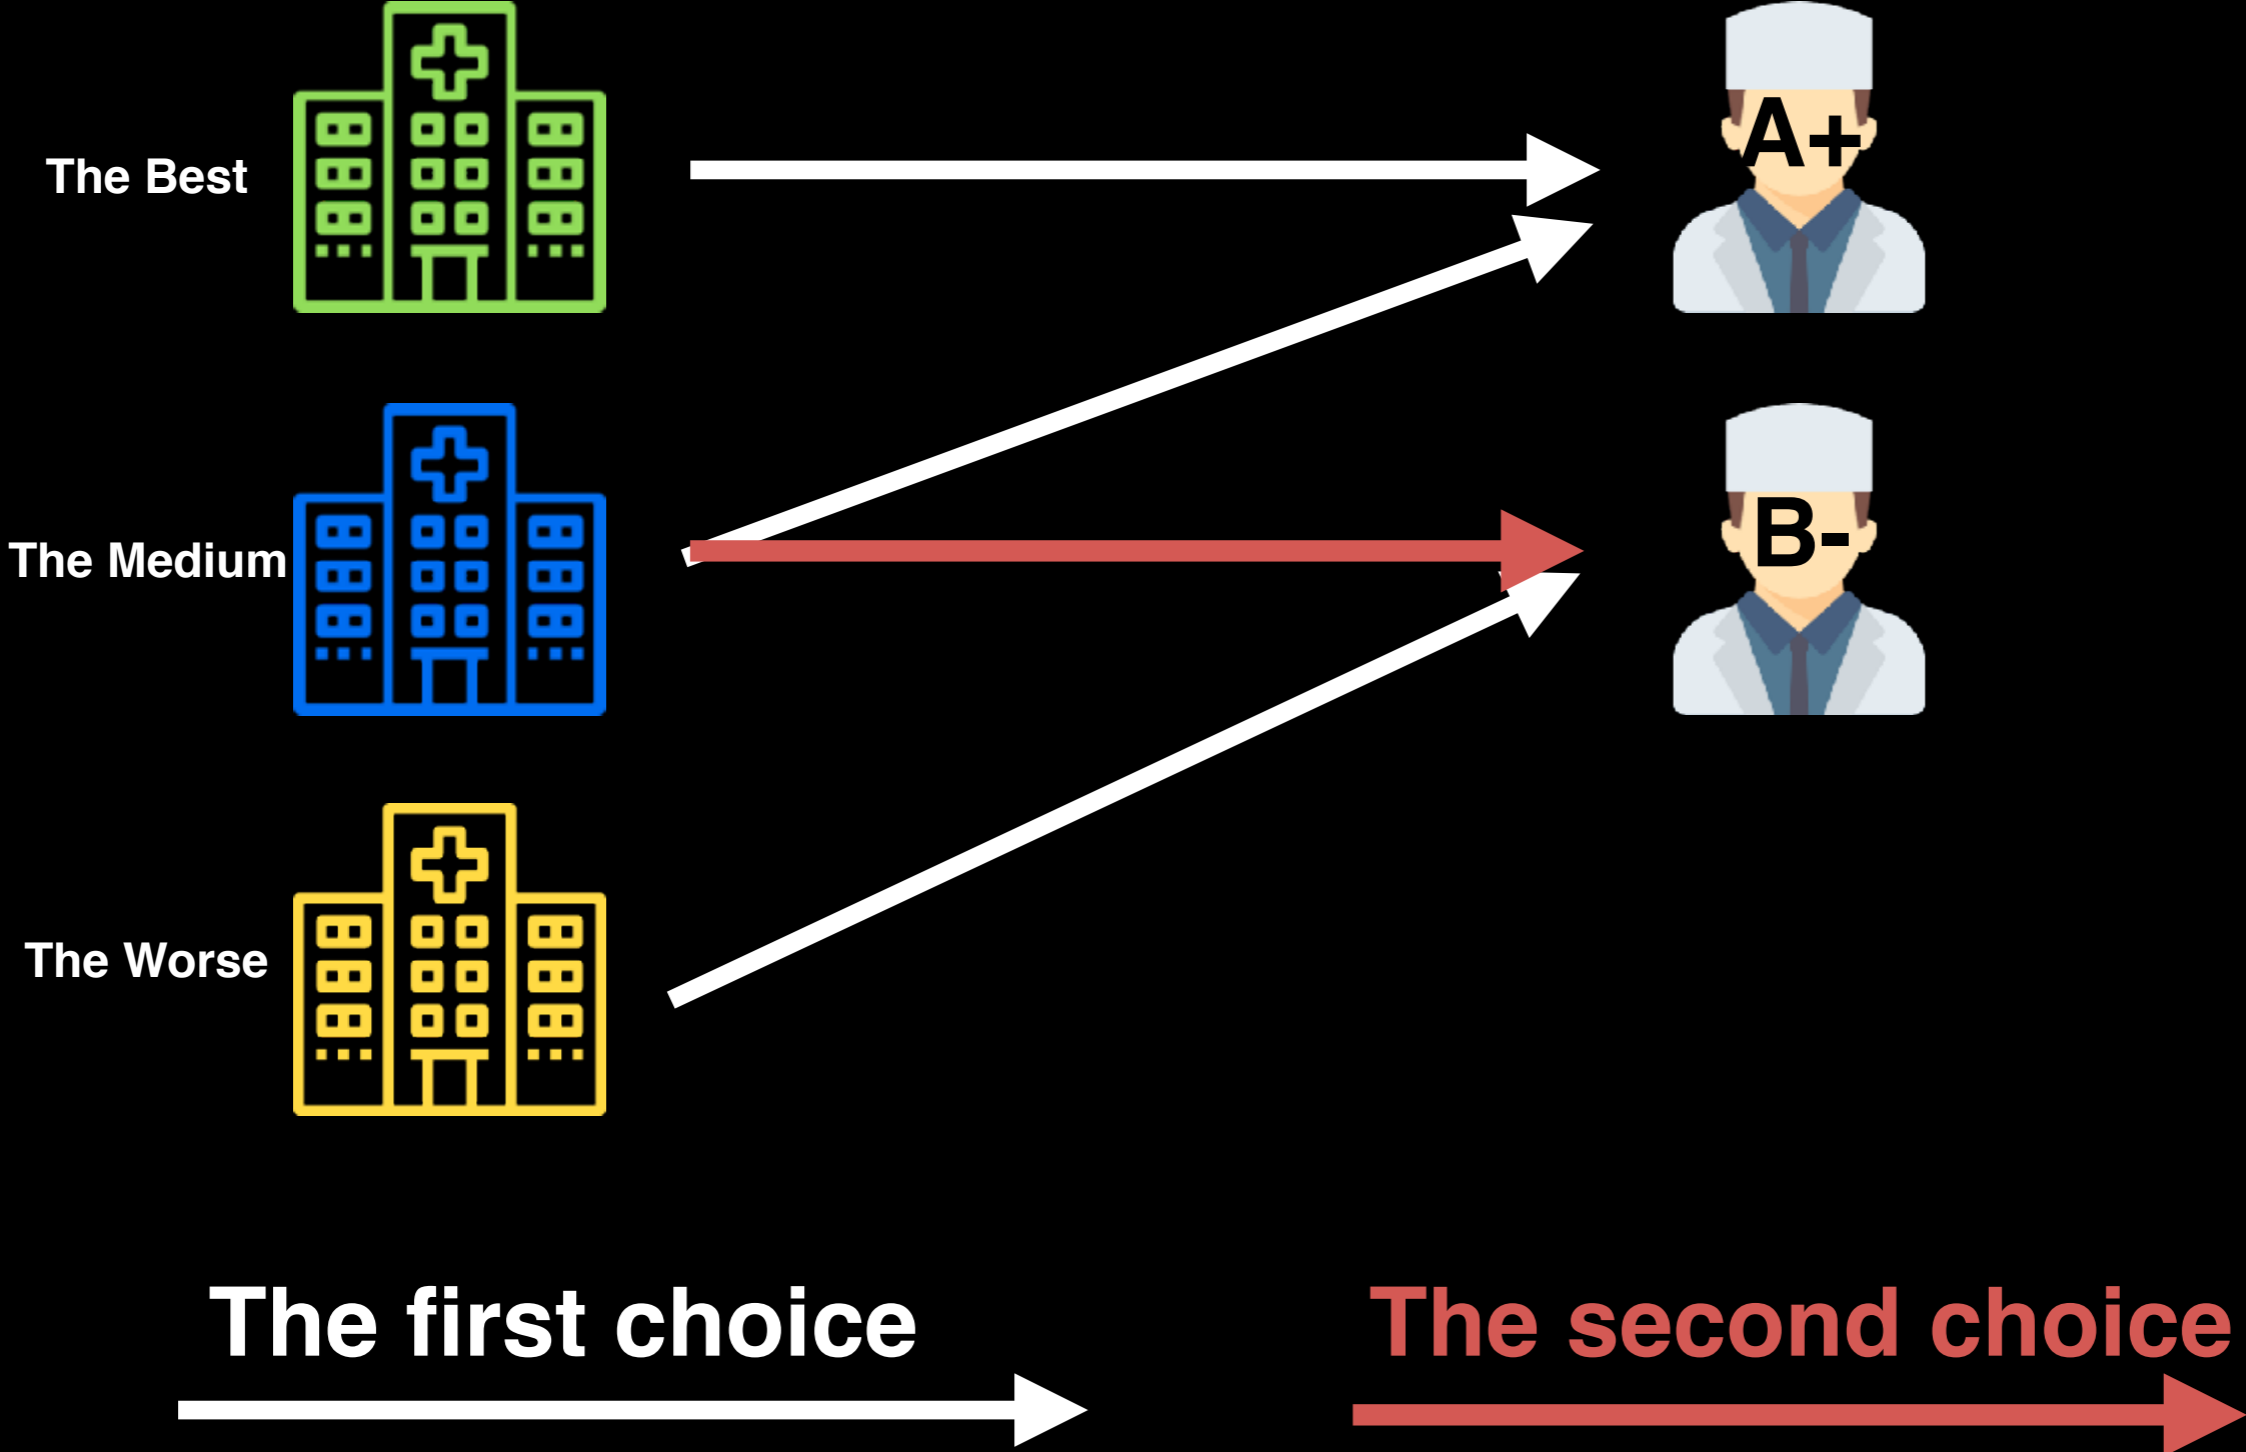 The Best
A+
The Medium
B-
The Worse
The first choice
The second choice